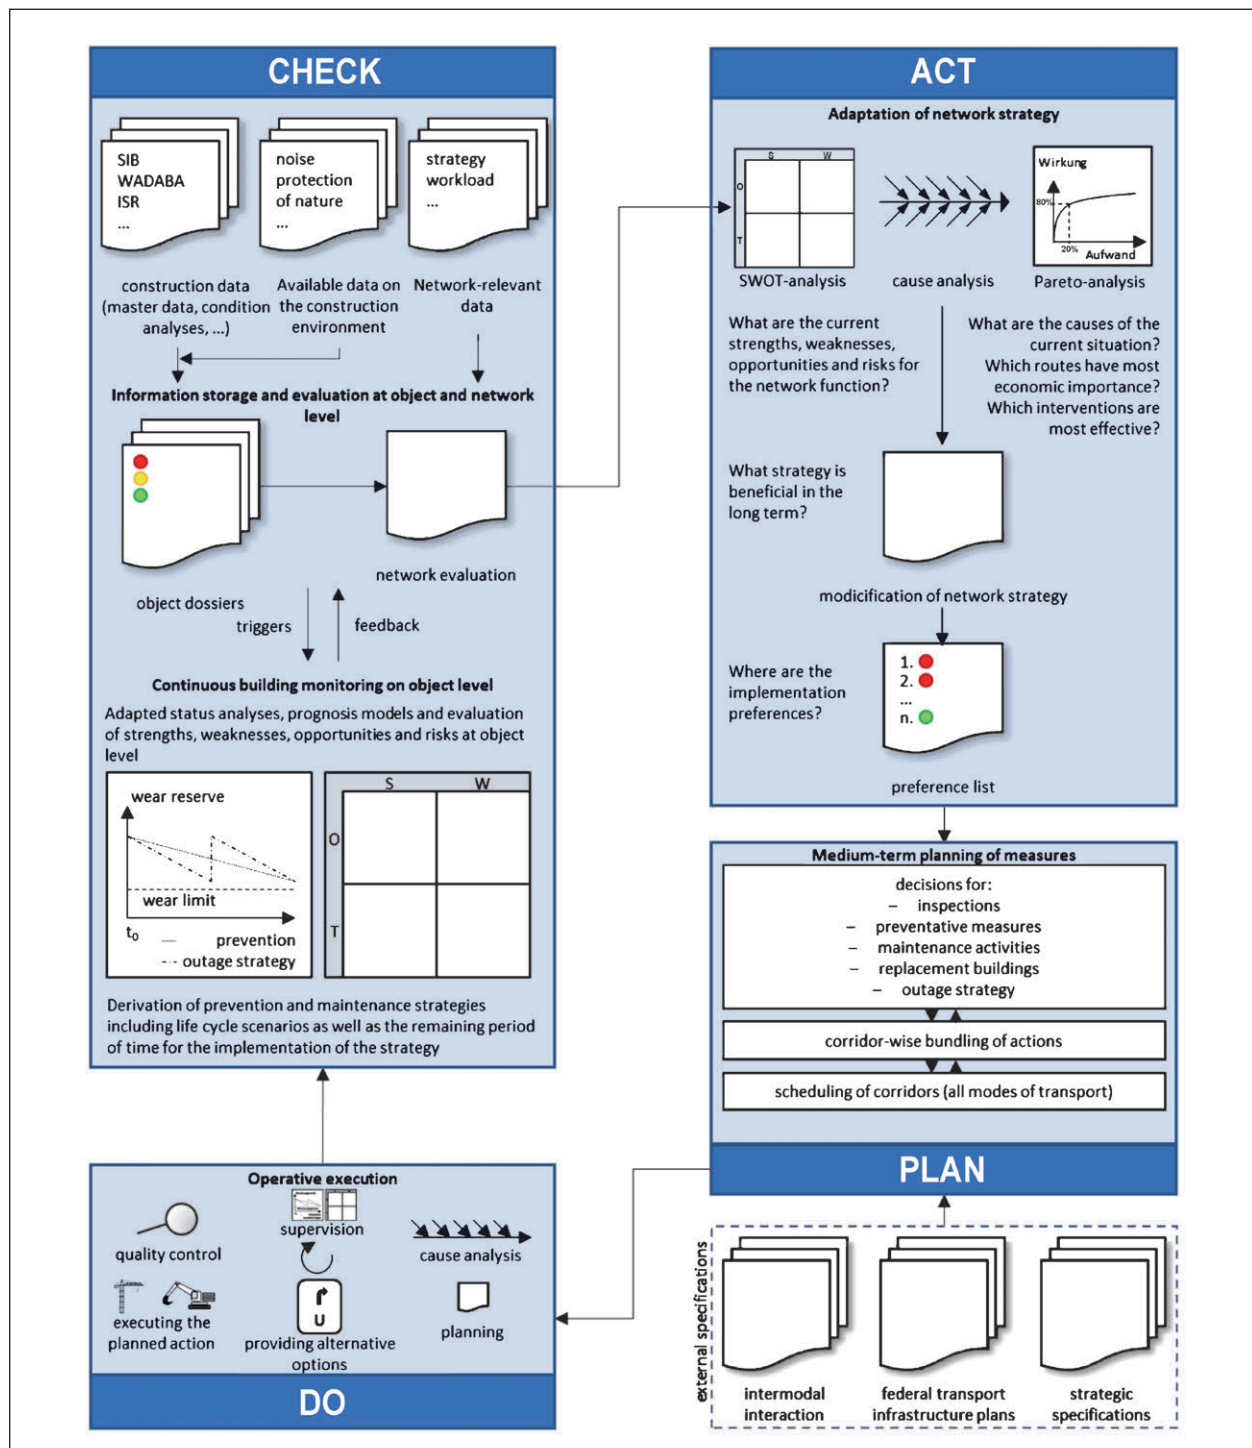 CHECK
SIB
WADABA
ISR
...
noise
protection
of nature
...
strategy
workload
...
construction data
(master data, condition
analyses, ...)
Available data on
the construction
environment
Network-relevant
data
Information storage and evaluation at object and network
level
network evaluation
object dossiers
triggers
feedback
Continuous building monitoring on object level
Adapted status analyses, prognosis models and evaluation
of strengths, weaknesses, opportunities and risks at object
level
wear reserve
wear limit
t0
prevention
outage strategy
S
W
O
T
Derivation of prevention and maintenance strategies
including life cycle scenarios as well as the remaining period
of time for the implementation of the strategy
ACT
Adaptation of network strategy
S
W
O
T
SWOT-analysis
cause analysis
Wirkung
80%
20%
Aufwand
Pareto-analysis
What are the current
strengths, weaknesses,
opportunities and risks for
the network function?
What are the causes of the
current situation?
Which routes have most
economic importance?
Which interventions are
most effective?
What strategy is
beneficial in the
long term?
modicification of network strategy
Where are the
implementation
preferences?
1.
2.
...
n.
preference list
Medium-term planning of measures
decisions for:
– inspections
– preventative measures
– maintenance activities
– replacement buildings
– outage strategy
corridor-wise bundling of actions
scheduling of corridors (all modes of transport)
PLAN
external specifications
intermodal
interaction
federal transport
infrastructure plans
strategic
specifications
Operative execution
quality control
supervision
cause analysis
executing the
planned action
U
providing alternative
options
planning
DO